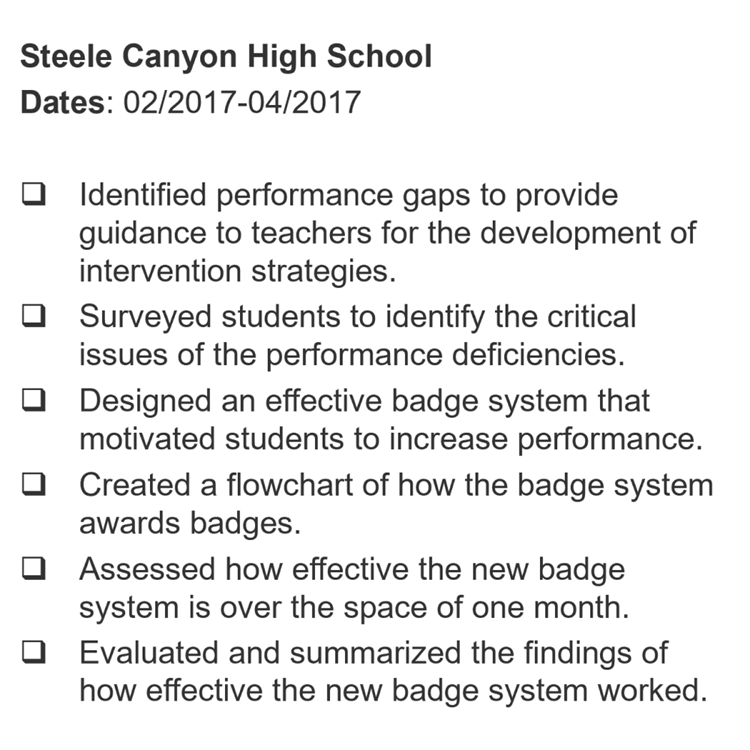 Steele Canyon High School
Dates: 02/2017-04/2017
❑ Identified performance gaps to provide
guidance to teachers for the development of
intervention strategies.
❑ Surveyed students to identify the critical
issues of the performance deficiencies.
❑ Designed an effective badge system that
motivated students to increase performance.
❑ Created a flowchart of how the badge system
awards badges.
❑ Assessed how effective the new badge
system is over the space of one month.
❑ Evaluated and summarized the findings of
how effective the new badge system worked.